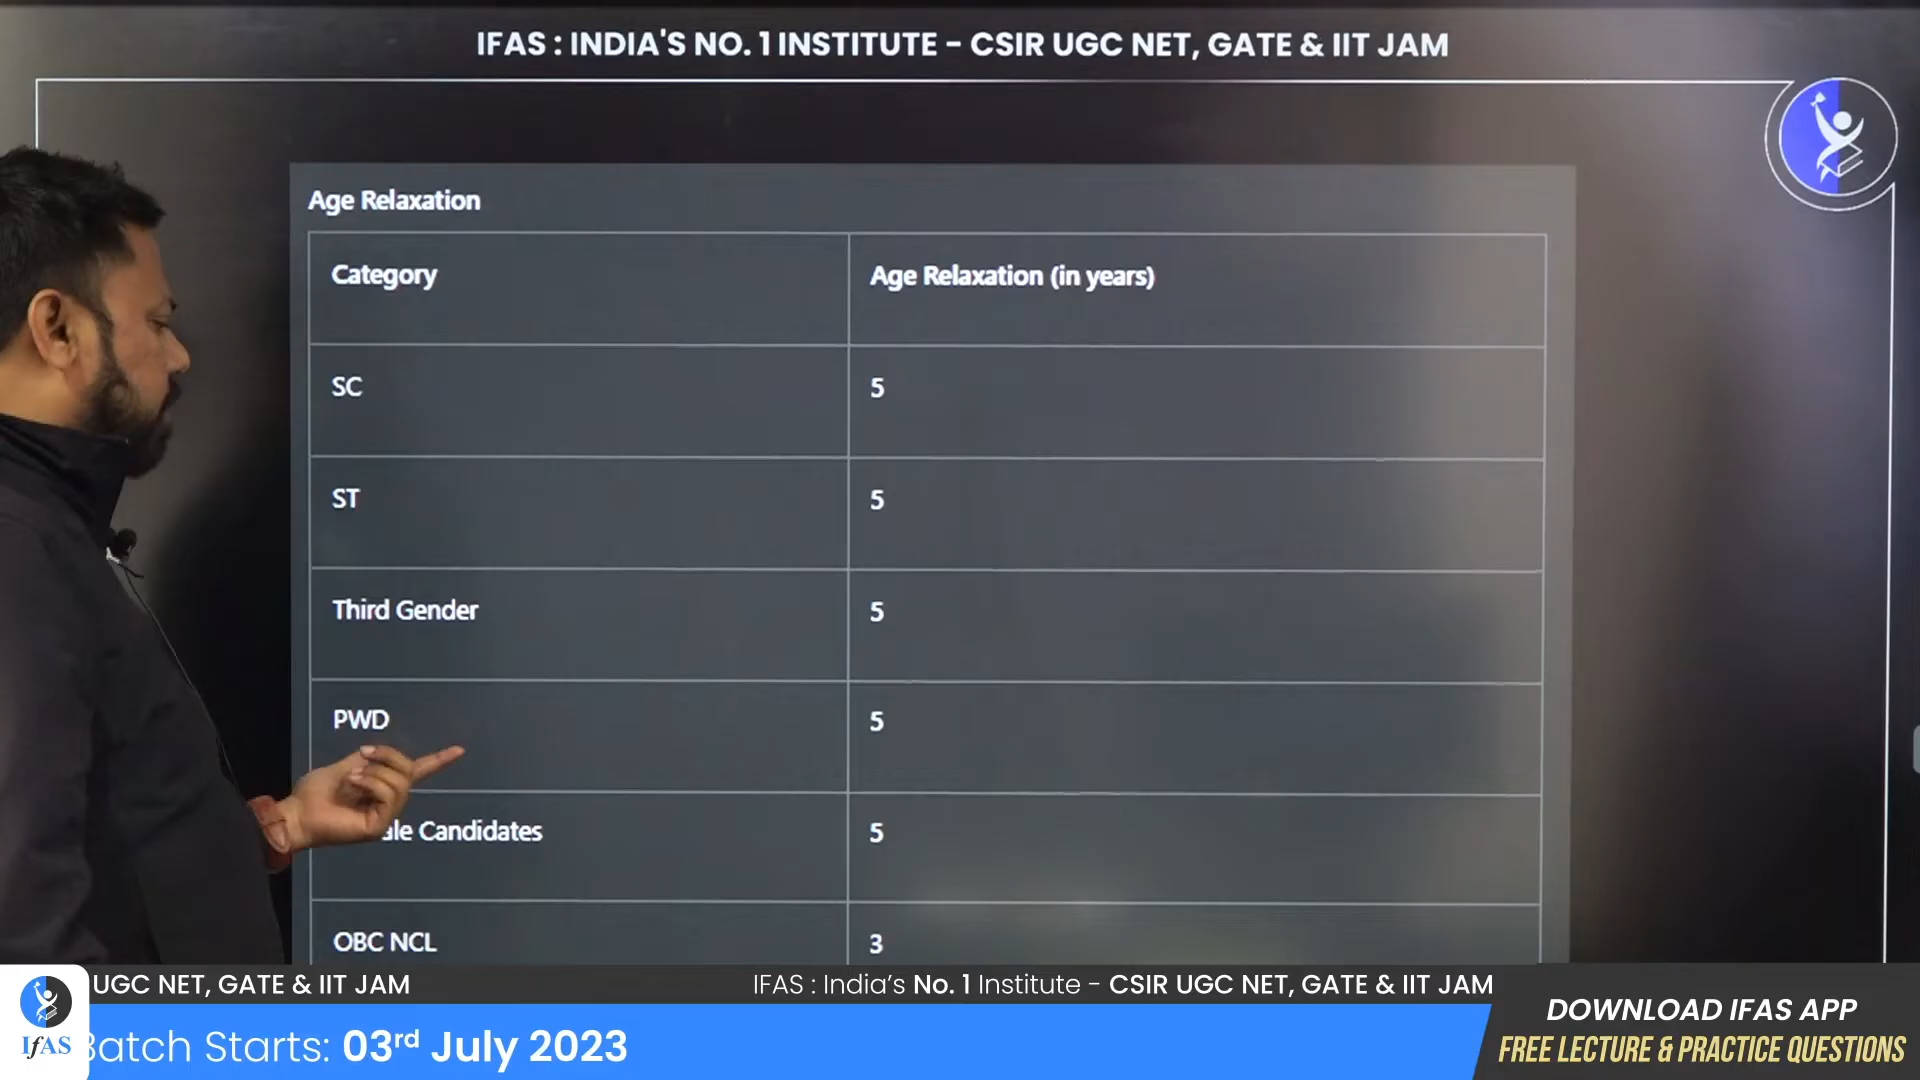 IFAS : INDIA'S NO. 1 INSTITUTE - CSIR UGC NET, GATE & IIT JAM
Age Relaxation
Category Age Relaxation (in years)
SC 5
ST 5
Third Gender 5
PWD 5
Candidates 5
OBC NCL 3
UGC NET, GATE & IIT JAM IFAS : India's No. 1 Institute - CSIR UGC NET, GATE & IIT JAM
IfAS
Batch Starts: 03rd July 2023
DOWNLOAD IFAS APP
FREE LECTURE & PRACTICE QUESTIONS